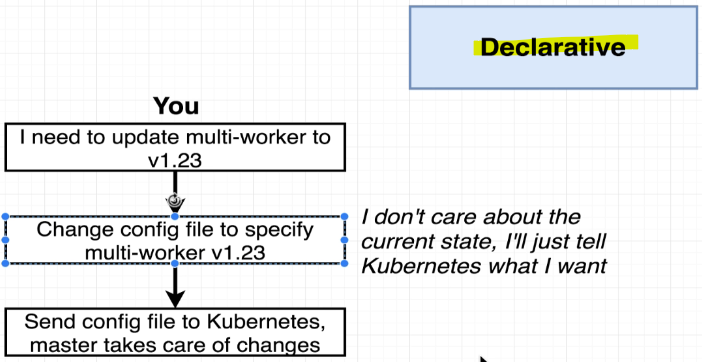 Declarative
You
I need to update multi-worker to
v1.23
Change config file to specify
multi-worker v1.23
I don't care about the
current state, I'll just tell
Kubernetes what I want
Send config file to Kubernetes,
master takes care of changes